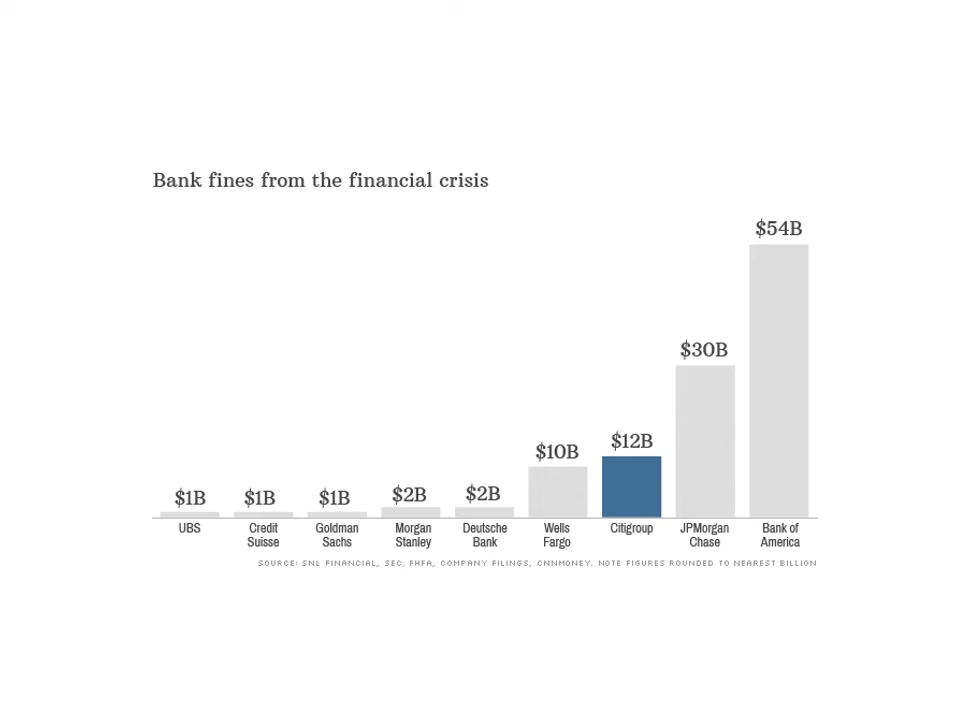 Bank fines from the financial crisis
$54B
$30B
$12B
$10B
$2B
$2B
$1B
$1B
$1B
UBS
Credit
Suisse
Goldman
Sachs
Morgan
Stanley
Deutsche
Bank
Wells
Fargo
Citigroup
JPMorgan
Chase
Bank of
America
SOURCE: SNL FINANCIAL, SEC, FHFA, COMPANY FILINGS, CNNMONEY. NOTE FIGURES ROUNDED TO NEAREST BILLION